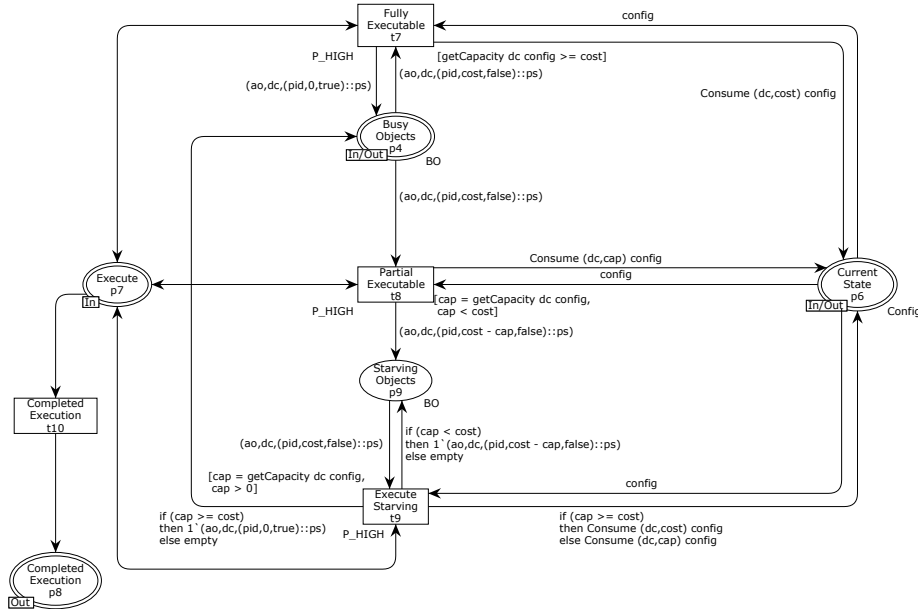 Fully
Executable
t7
config
P_HIGH
[getCapacity dc config >= cost]
(ao,dc,(pid,0,true)::ps)
(ao,dc,(pid,cost,false)::ps)
Consume (dc,cost) config
Busy
Objects
p4
In/Out
BO
(ao,dc,(pid,cost,false)::ps)
Execute
p7
In
Partial
Executable
t8
P_HIGH
Consume (dc,cap) config
config
[cap = getCapacity dc config,
cap < cost]
Current
State
p6
In/Out
Config
(ao,dc,(pid,cost - cap,false)::ps)
Starving
Objects
p9
BO
Completed
Execution
t10
(ao,dc,(pid,cost,false)::ps)
if (cap < cost)
then 1`(ao,dc,(pid,cost - cap,false)::ps)
else empty
[cap = getCapacity dc config,
cap > 0]
config
Execute
Starving
t9
P_HIGH
if (cap >= cost)
then 1`(ao,dc,(pid,0,true)::ps)
else empty
if (cap >= cost)
then Consume (dc,cost) config
else Consume (dc,cap) config
Completed
Execution
p8
Out